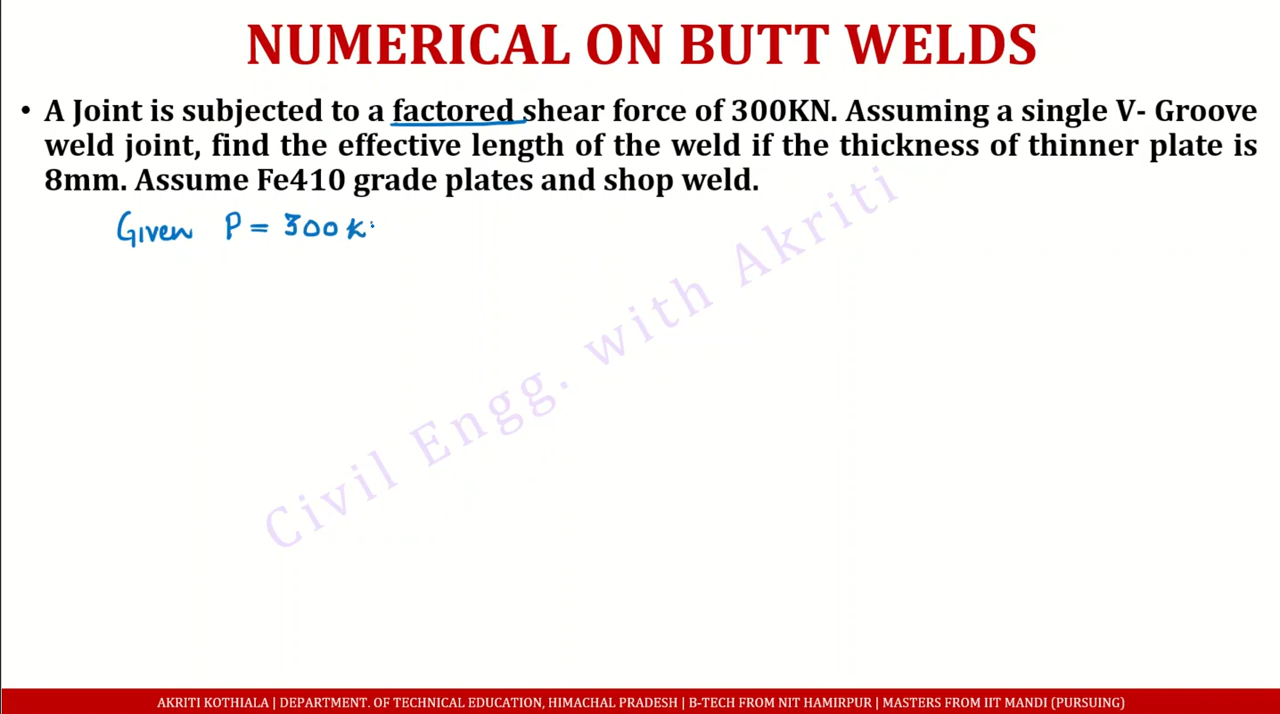 NUMERICAL ON BUTT WELDS
• A Joint is subjected to a factored shear force of 300KN. Assuming a single V- Groove
weld joint, find the effective length of the weld if the thickness of thinner plate is
8mm. Assume Fe410 grade plates and shop weld.
Given P = 300 K
Civil Engg. with Akriti
AKRITI KOTHIALA | DEPARTMENT. OF TECHNICAL EDUCATION, HIMACHAL PRADESH | B-TECH FROM NIT HAMIRPUR | MASTERS FROM IIT MANDI (PURSUING)